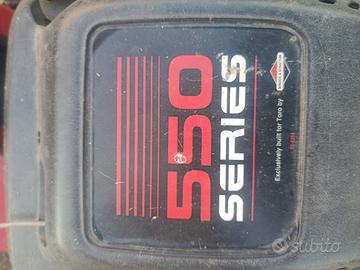 550
SERIES
Exclusively built for Toro by
subito